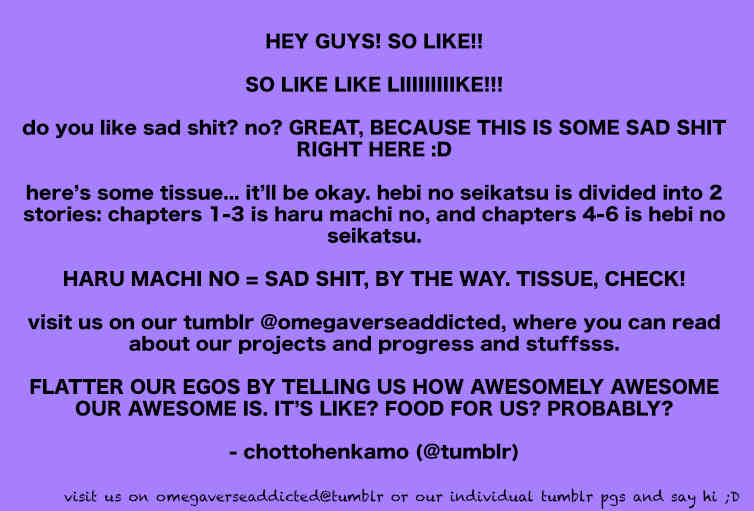 HEY GUYS! SO LIKE!!
SO LIKE LIKE LIIIIIIIIIKE!!!
do you like sad shit? no? GREAT, BECAUSE THIS IS SOME SAD SHIT
RIGHT HERE :D
here's some tissue... it'll be okay. hebi no seikatsu is divided into 2
stories: chapters 1-3 is haru machi no, and chapters 4-6 is hebi no
seikatsu.
HARU MACHI NO = SAD SHIT, BY THE WAY. TISSUE, CHECK!
visit us on our tumblr @omegaverseaddicted, where you can read
about our projects and progress and stuffsss.
FLATTER OUR EGOS BY TELLING US HOW AWESOMELY AWESOME
OUR AWESOME IS. IT'S LIKE? FOOD FOR US? PROBABLY?
- chottohenkamo (@tumblr)
visit us on omegaverseaddicted@tumblr or our individual tumblr pgs and say hi ;D